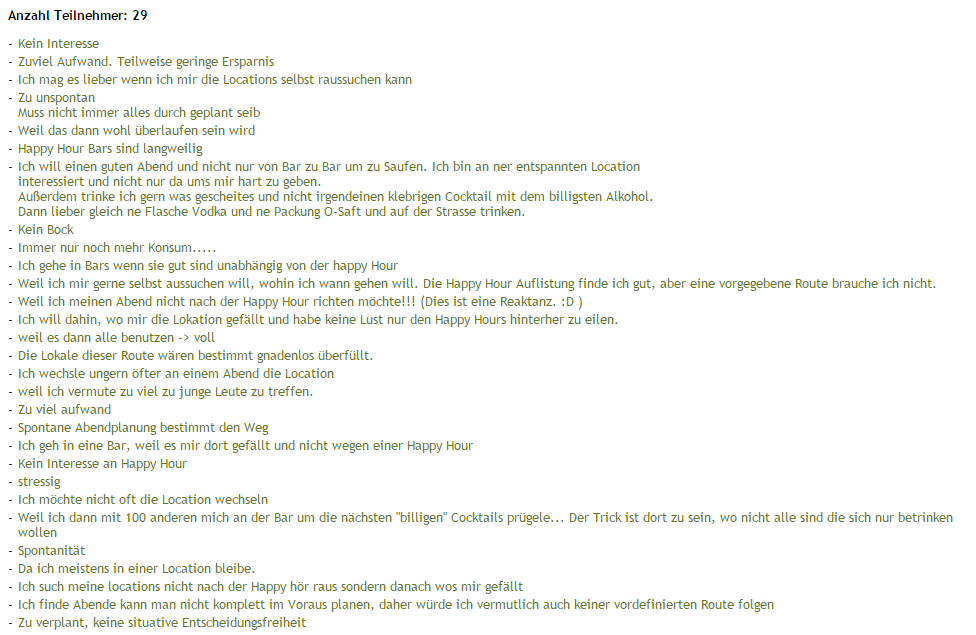 Anzahl Teilnehmer: 29
- Kein Interesse
- Zuviel Aufwand. Teilweise geringe Ersparnis
- Ich mag es lieber wenn ich mir die Locations selbst raussuchen kann
- Zu unspontan
Muss nicht immer alles durch geplant seib
- Weil das dann wohl überlaufen sein wird
- Happy Hour Bars sind langweilig
- Ich will einen guten Abend und nicht nur von Bar zu Bar um zu Saufen. Ich bin an ner entspannten Location
interessiert und nicht nur da ums mir hart zu geben.
Außerdem trinke ich gern was gescheites und nicht irgendeinen klebrigen Cocktail mit dem billigsten Alkohol.
Dann lieber gleich ne Flasche Vodka und ne Packung O-Saft und auf der Strasse trinken.
- Kein Bock
- Immer nur noch mehr Konsum.....
- Ich gehe in Bars wenn sie gut sind unabhängig von der happy Hour
- Weil ich mir gerne selbst aussuchen will, wohin ich wann gehen will. Die Happy Hour Auflistung finde ich gut, aber eine vorgegebene Route brauche ich nicht.
- Weil ich meinen Abend nicht nach der Happy Hour richten möchte!!! (Dies ist eine Reaktanz. :D )
- Ich will dahin, wo mir die Lokation gefällt und habe keine Lust nur den Happy Hours hinterher zu eilen.
- weil es dann alle benutzen -> voll
- Die Lokale dieser Route wären bestimmt gnadenlos überfüllt.
- Ich wechsle ungern öfter an einem Abend die Location
- weil ich vermute zu viel zu junge Leute zu treffen.
- Zu viel aufwand
- Spontane Abendplanung bestimmt den Weg
- Ich geh in eine Bar, weil es mir dort gefällt und nicht wegen einer Happy Hour
- Kein Interesse an Happy Hour
- stressig
- Ich möchte nicht oft die Location wechseln
- Weil ich dann mit 100 anderen mich an der Bar um die nächsten "billigen" Cocktails prügele... Der Trick ist dort zu sein, wo nicht alle sind die sich nur betrinken
wollen
- Spontanität
- Da ich meistens in einer Location bleibe.
- Ich such meine locations nicht nach der Happy hör raus sondern danach wos mir gefällt
- Ich finde Abende kann man nicht komplett im Voraus planen, daher würde ich vermutlich auch keiner vordefinierten Route folgen
- Zu verplant, keine situative Entscheidungsfreiheit